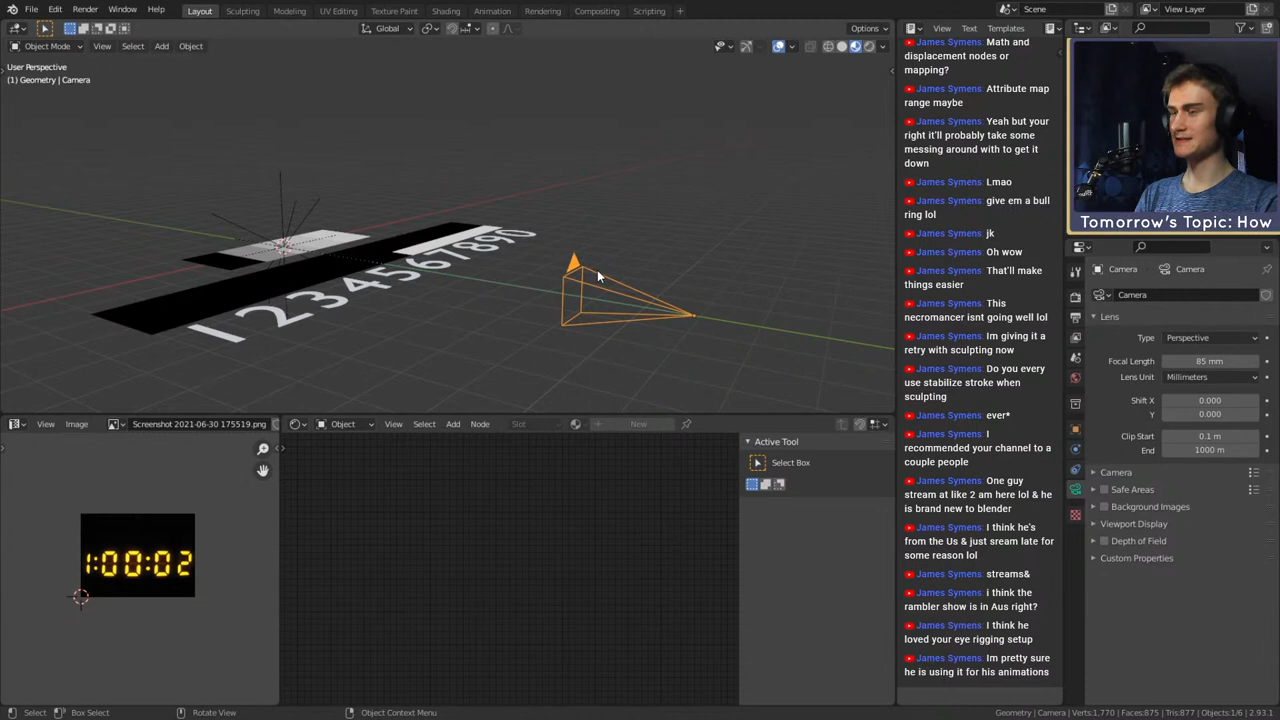 File Edit Render Window Help Layout Sculpting Modeling UV Editing Texture Paint Shading Animation Rendering Compositing Scripting + Scene View Layer
Global Options
Object Mode View Select Add Object
User Perspective
(1) Geometry | Camera
1234567890
View Image Screenshot 2021-06-30 175519.png
Object View Select Add Node Slot New
1:00:02
Active Tool
Select Box
View Text Templates
James Symens: Math and
displacement nodes or
mapping?
James Symens: Attribute map
range maybe
James Symens: Yeah but your
right it'll probably take some
messing around with to get it
down
James Symens: Lmao
James Symens: give em a bull
ring lol
James Symens: jk
James Symens: Oh wow
James Symens: That'll make
things easier
James Symens: This
necromancer isnt going well lol
James Symens: Im giving it a
retry with sculpting now
James Symens: Do you every
use stabilize stroke when
sculpting
James Symens: ever*
James Symens: I
recommended your channel to a
couple people
James Symens: One guy
stream at like 2 am here lol & he
is brand new to blender
James Symens: I think he's
from the Us & just sream late for
some reason lol
James Symens: streams&
James Symens: i think the
rambler show is in Aus right?
James Symens: I think he
loved your eye rigging setup
James Symens: Im pretty sure
he is using it for his animations
Tomorrow's Topic: How
Camera Camera
Camera
Lens
Type Perspective
Focal Length 85 mm
Lens Unit Millimeters
Shift X 0.000
Y 0.000
Clip Start 0.1 m
End 1000 m
Camera
Safe Areas
Background Images
Viewport Display
Depth of Field
Custom Properties
Select Box Select Rotate View Object Context Menu Geometry | Camera | Verts:1,770 | Faces:875 | Tris:877 | Objects:1/6 | 2.93.1